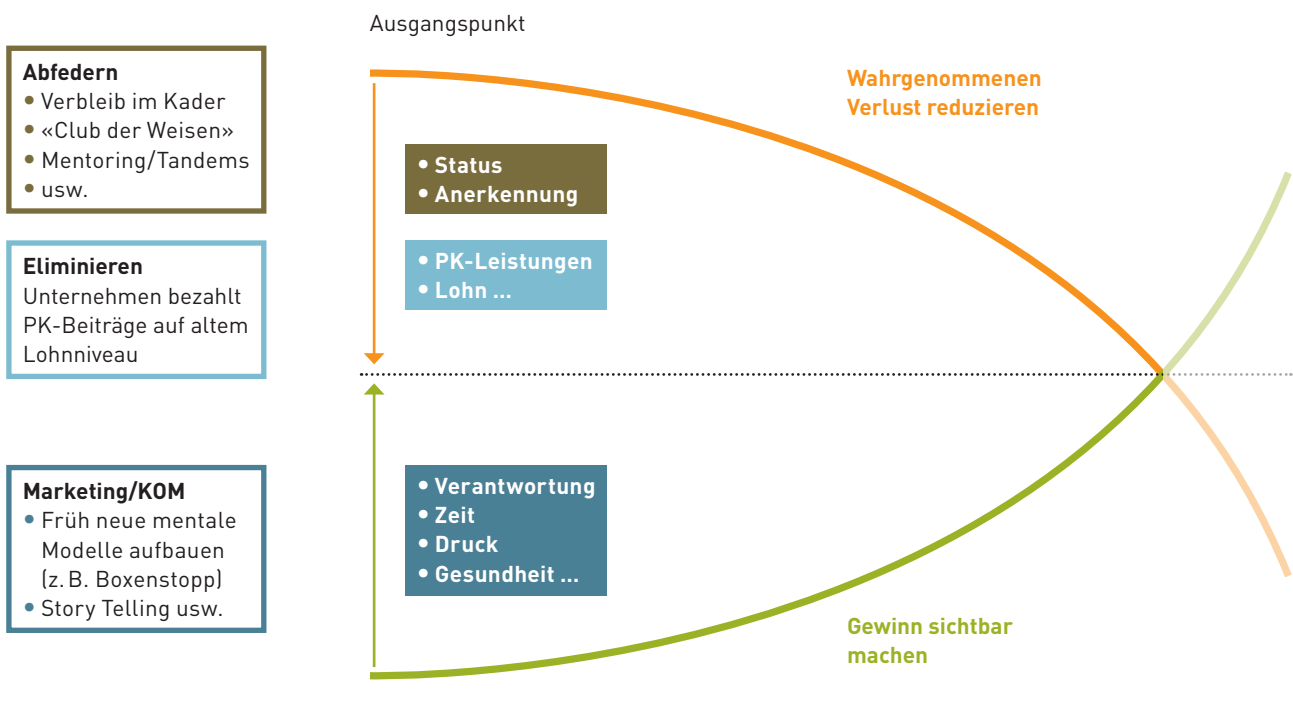 Ausgangspunkt
Abfedern
• Verbleib im Kader
• «Club der Weisen»
• Mentoring/Tandems
• usw.
Wahrgenommenen
Verlust reduzieren
• Status
• Anerkennung
Eliminieren
Unternehmen bezahlt
PK-Beiträge auf altem
Lohnniveau
• PK-Leistungen
• Lohn ...
Marketing/KOM
• Früh neue mentale
Modelle aufbauen
(z. B. Boxenstopp)
• Story Telling usw.
• Verantwortung
• Zeit
• Druck
• Gesundheit ...
Gewinn sichtbar
machen